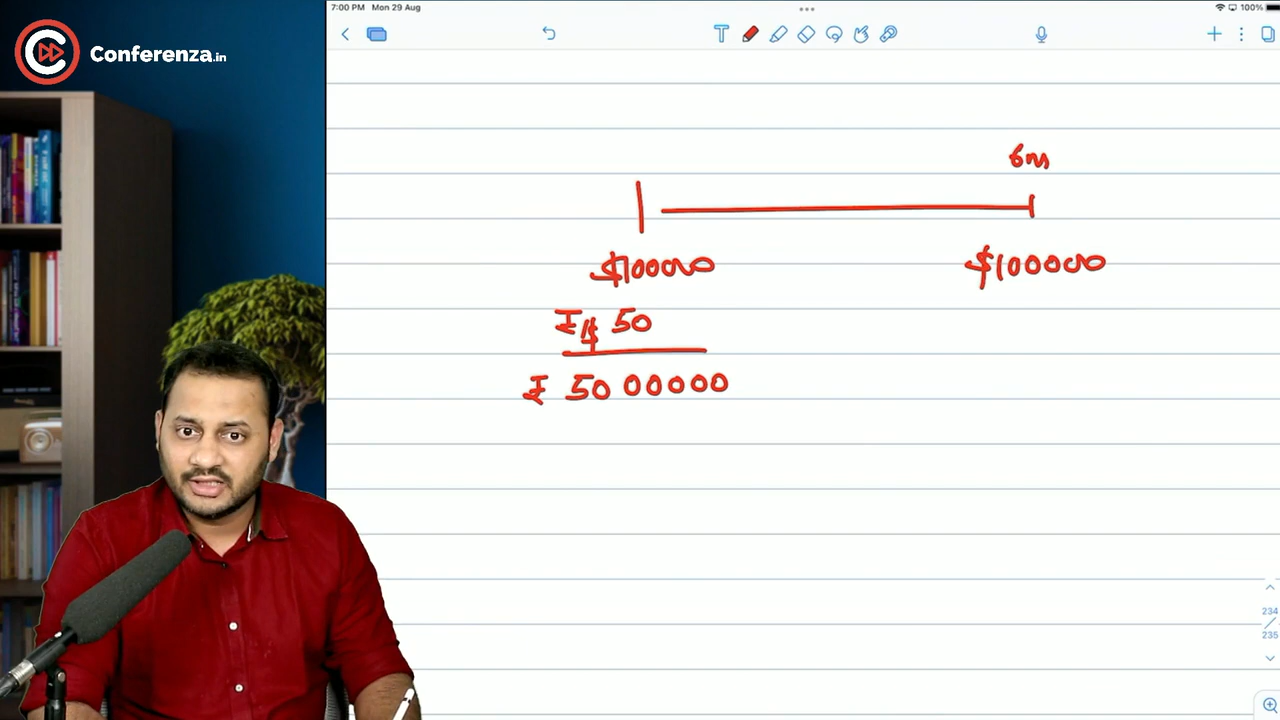 7:00 PM Mon 29 Aug
100%
Conferenza.in
6m
$100000
$100000
₹/$ 50
₹ 5000000
234
235